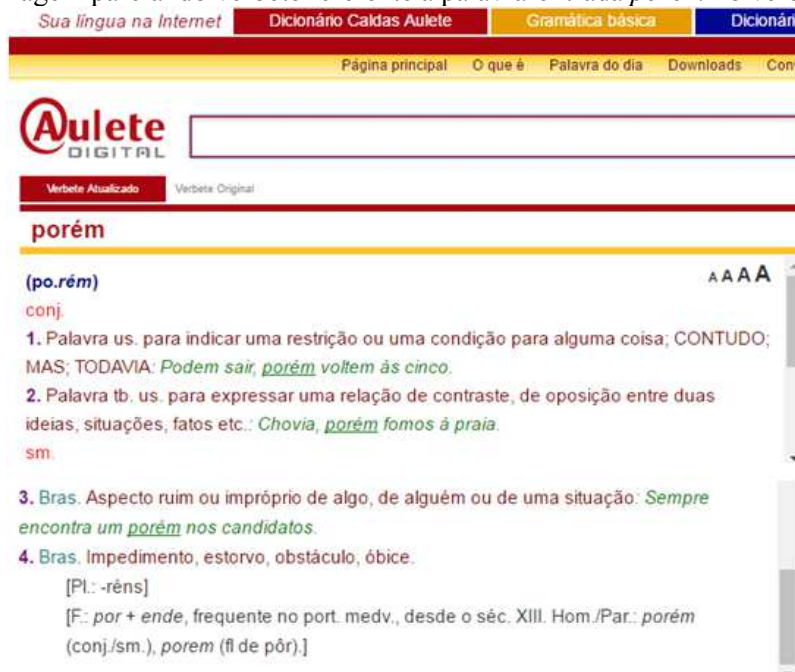 Sua língua na Internet Dicionário Caldas Aulete Gramática básica Dicionári
Página principal O que é Palavra do dia Downloads Con
Aulete
DIGITAL
Verbete Atualizado Verbete Original
porém
(po.rém) A A A A
conj.
1. Palavra us. para indicar uma restrição ou uma condição para alguma coisa; CONTUDO;
MAS; TODAVIA: Podem sair, porém voltem às cinco.
2. Palavra tb. us. para expressar uma relação de contraste, de oposição entre duas
ideias, situações, fatos etc.: Chovia, porém fomos à praia.
sm.
3. Bras. Aspecto ruim ou impróprio de algo, de alguém ou de uma situação: Sempre
encontra um porém nos candidatos.
4. Bras. Impedimento, estorvo, obstáculo, óbice.
[Pl.: -réns]
[F.: por + ende, frequente no port. medv., desde o séc. XIII. Hom./Par.: porém
(conj./sm.), porem (fl de pôr).]